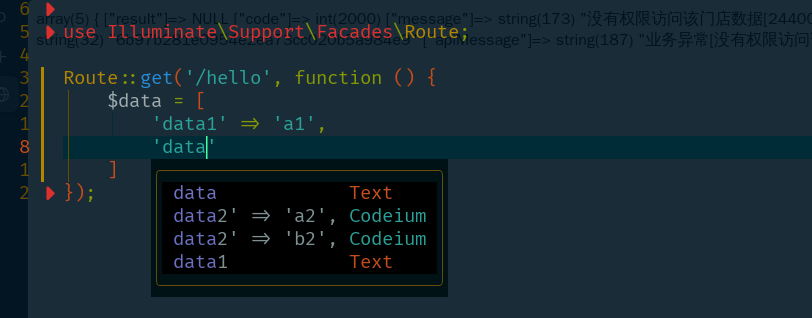 array(5) { ["result"]=> NULL ["code"]=> int(2000) ["message"]=> string(173) "没有权限访问该门店数据[24400
6
5 use Illuminate\Support\Facades\Route;
string(32) "apiMessage"]=> string(187) "业务异常[没有权限访问
4
3 Route::get('/hello', function () {
2 $data = [
1 'data1' => 'a1',
8 'data'
1 ]
2 });
data Text
data2' => 'a2', Codeium
data2' => 'b2', Codeium
data1 Text